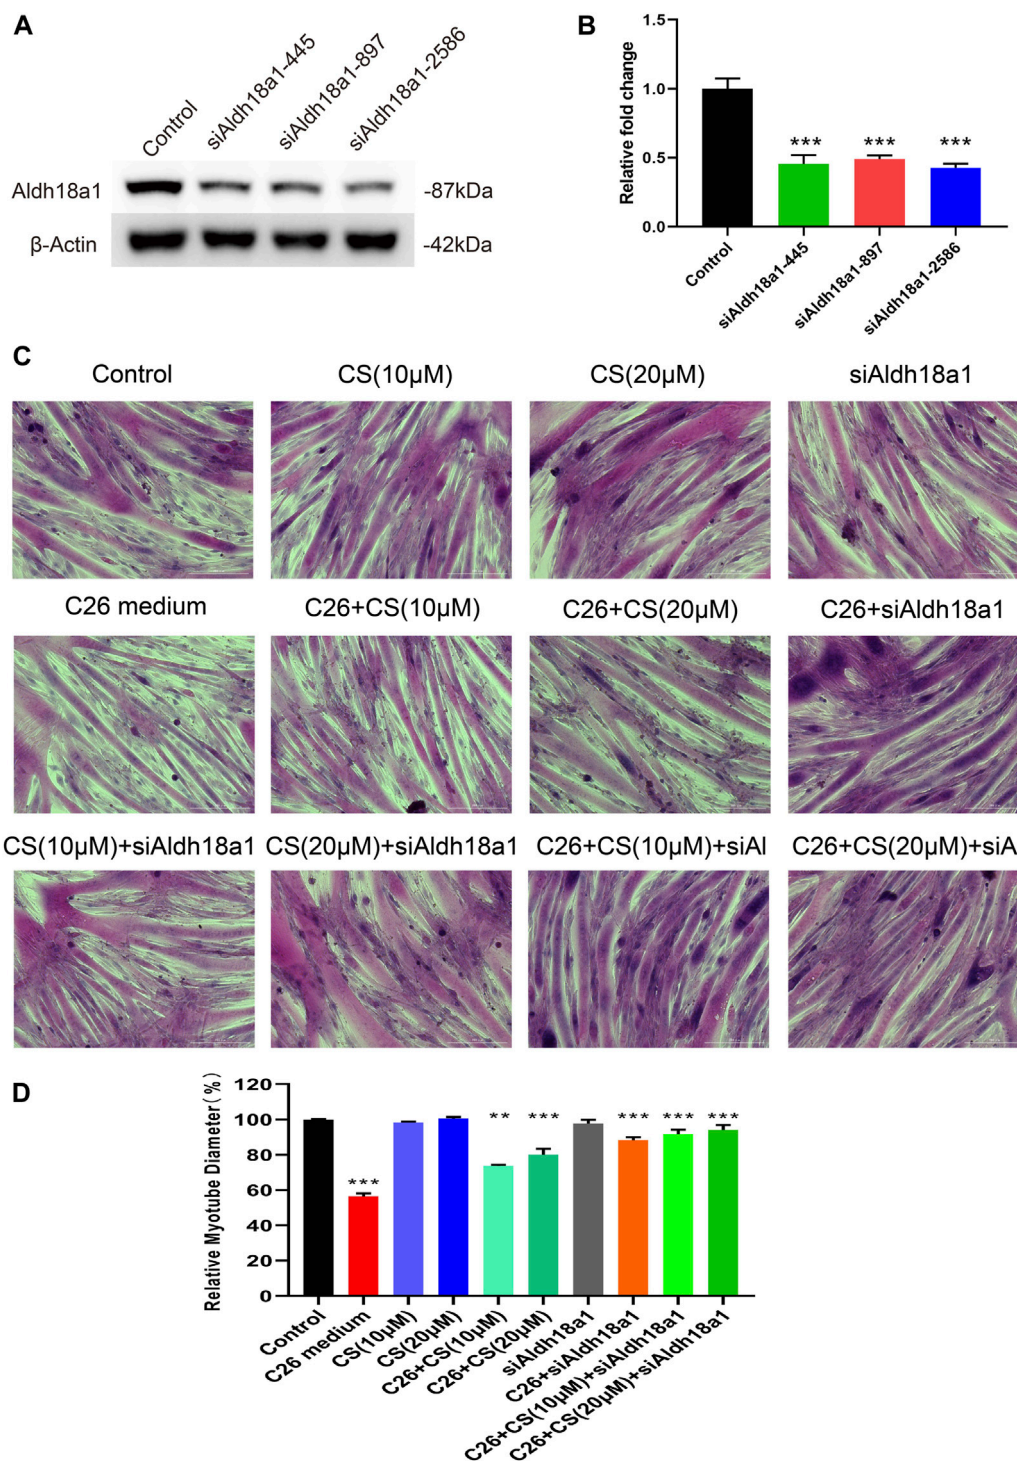 A
Control
siAldh18a1-445
siAldh18a1-897
siAldh18a1-2586
Aldh18a1
-87kDa
β-Actin
-42kDa
B
Relative fold change
1.5
1.0
0.5
0.0
***
***
***
Control
siAldh18a1-445
siAldh18a1-897
siAldh18a1-2586
C
Control
CS(10μM)
CS(20μM)
siAldh18a1
C26 medium
C26+CS(10μM)
C26+CS(20μM)
C26+siAldh18a1
CS(10μM)+siAldh18a1
CS(20μM)+siAldh18a1
C26+CS(10μM)+siAl
C26+CS(20μM)+siA
D
Relative Myotube Diameter(%)
120
100
80
60
40
20
0
***
**
***
***
***
***
Control
C26 medium
CS(10μM)
CS(20μM)
C26+CS(10μM)
C26+CS(20μM)
siAldh18a1
C26+siAldh18a1
C26+CS(10μM)+siAldh18a1
C26+CS(20μM)+siAldh18a1